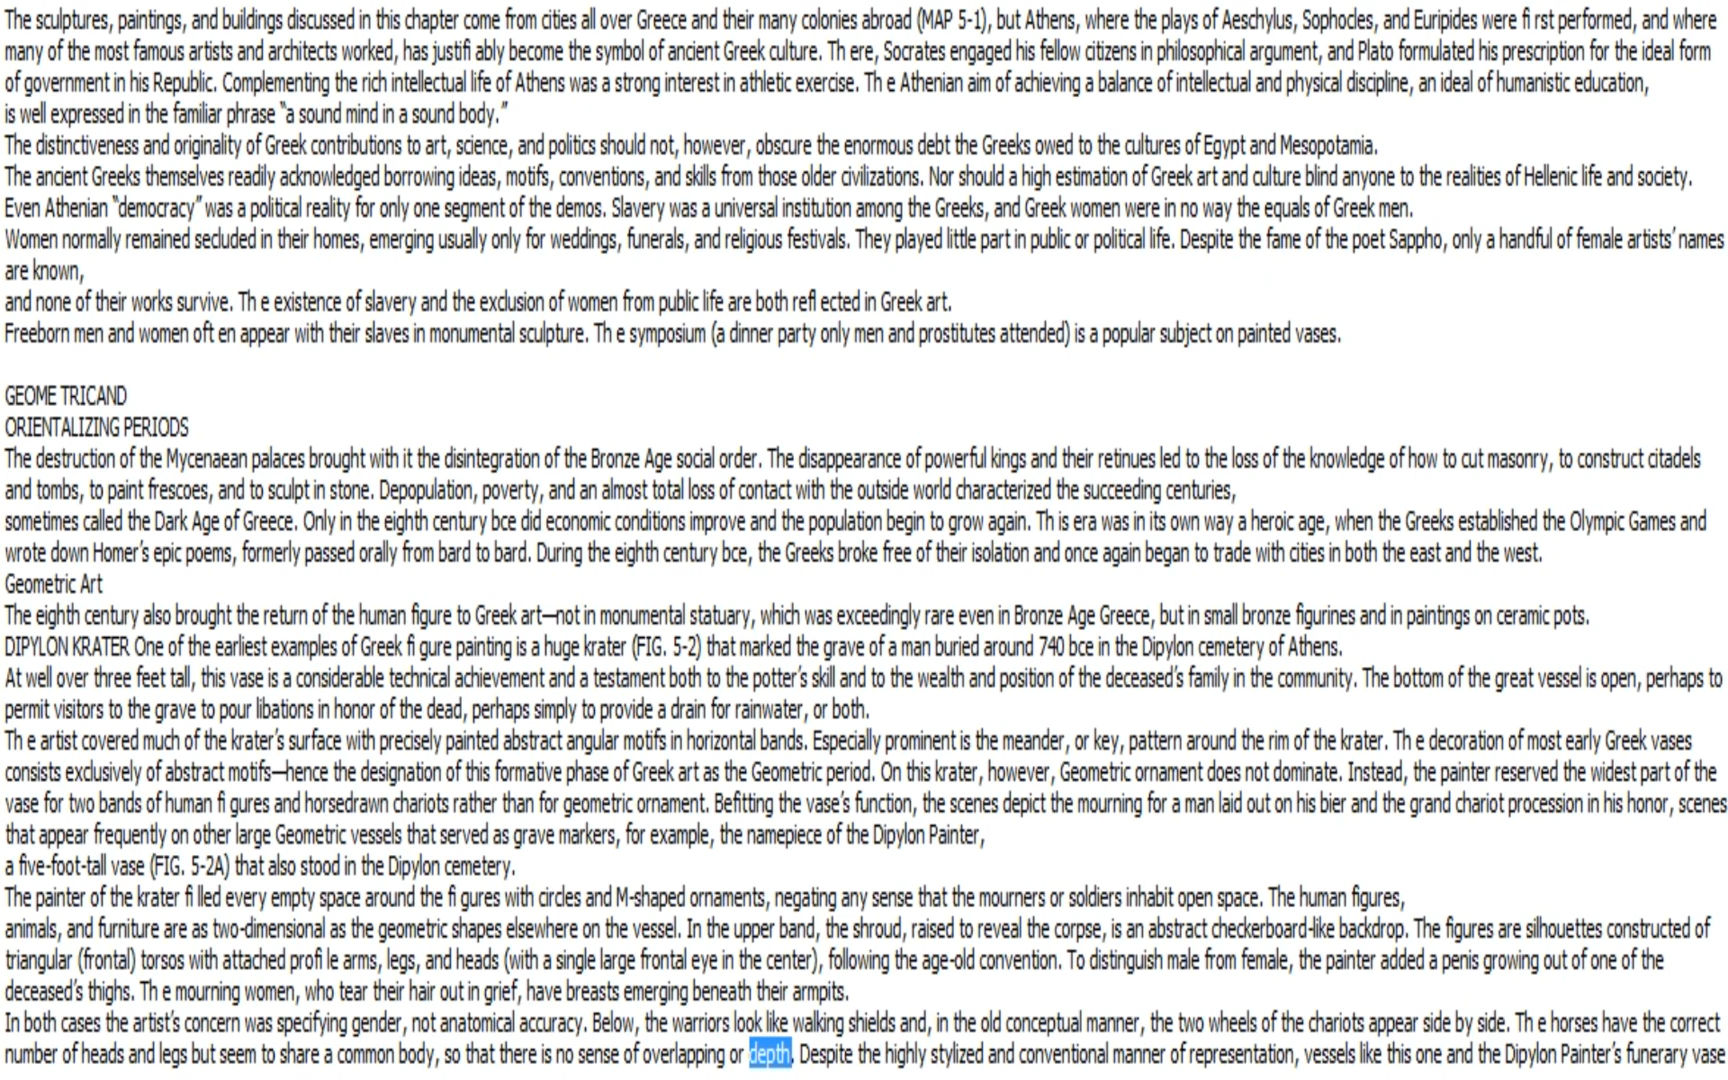 The sculptures, paintings, and buildings discussed in this chapter come from cities all over Greece and their many colonies abroad (MAP 5-1), but Athens, where the plays of Aeschylus, Sophocles, and Euripides were fi rst performed, and where
many of the most famous artists and architects worked, has justifi ably become the symbol of ancient Greek culture. Th ere, Socrates engaged his fellow citizens in philosophical argument, and Plato formulated his prescription for the ideal form
of government in his Republic. Complementing the rich intellectual life of Athens was a strong interest in athletic exercise. Th e Athenian aim of achieving a balance of intellectual and physical discipline, an ideal of humanistic education,
is well expressed in the familiar phrase “a sound mind in a sound body.”
The distinctiveness and originality of Greek contributions to art, science, and politics should not, however, obscure the enormous debt the Greeks owed to the cultures of Egypt and Mesopotamia.
The ancient Greeks themselves readily acknowledged borrowing ideas, motifs, conventions, and skills from those older civilizations. Nor should a high estimation of Greek art and culture blind anyone to the realities of Hellenic life and society.
Even Athenian “democracy” was a political reality for only one segment of the demos. Slavery was a universal institution among the Greeks, and Greek women were in no way the equals of Greek men.
Women normally remained secluded in their homes, emerging usually only for weddings, funerals, and religious festivals. They played little part in public or political life. Despite the fame of the poet Sappho, only a handful of female artists’ names
are known,
and none of their works survive. Th e existence of slavery and the exclusion of women from public life are both refl ected in Greek art.
Freeborn men and women oft en appear with their slaves in monumental sculpture. Th e symposium (a dinner party only men and prostitutes attended) is a popular subject on painted vases.
GEOME TRICAND
ORIENTALIZING PERIODS
The destruction of the Mycenaean palaces brought with it the disintegration of the Bronze Age social order. The disappearance of powerful kings and their retinues led to the loss of the knowledge of how to cut masonry, to construct citadels
and tombs, to paint frescoes, and to sculpt in stone. Depopulation, poverty, and an almost total loss of contact with the outside world characterized the succeeding centuries,
sometimes called the Dark Age of Greece. Only in the eighth century bce did economic conditions improve and the population begin to grow again. Th is era was in its own way a heroic age, when the Greeks established the Olympic Games and
wrote down Homer’s epic poems, formerly passed orally from bard to bard. During the eighth century bce, the Greeks broke free of their isolation and once again began to trade with cities in both the east and the west.
Geometric Art
The eighth century also brought the return of the human figure to Greek art—not in monumental statuary, which was exceedingly rare even in Bronze Age Greece, but in small bronze figurines and in paintings on ceramic pots.
DIPYLON KRATER One of the earliest examples of Greek fi gure painting is a huge krater (FIG. 5-2) that marked the grave of a man buried around 740 bce in the Dipylon cemetery of Athens.
At well over three feet tall, this vase is a considerable technical achievement and a testament both to the potter’s skill and to the wealth and position of the deceased’s family in the community. The bottom of the great vessel is open, perhaps to
permit visitors to the grave to pour libations in honor of the dead, perhaps simply to provide a drain for rainwater, or both.
Th e artist covered much of the krater’s surface with precisely painted abstract angular motifs in horizontal bands. Especially prominent is the meander, or key, pattern around the rim of the krater. Th e decoration of most early Greek vases
consists exclusively of abstract motifs—hence the designation of this formative phase of Greek art as the Geometric period. On this krater, however, Geometric ornament does not dominate. Instead, the painter reserved the widest part of the
vase for two bands of human fi gures and horsedrawn chariots rather than for geometric ornament. Befitting the vase’s function, the scenes depict the mourning for a man laid out on his bier and the grand chariot procession in his honor, scenes
that appear frequently on other large Geometric vessels that served as grave markers, for example, the namepiece of the Dipylon Painter,
a five-foot-tall vase (FIG. 5-2A) that also stood in the Dipylon cemetery.
The painter of the krater fi lled every empty space around the fi gures with circles and M-shaped ornaments, negating any sense that the mourners or soldiers inhabit open space. The human figures,
animals, and furniture are as two-dimensional as the geometric shapes elsewhere on the vessel. In the upper band, the shroud, raised to reveal the corpse, is an abstract checkerboard-like backdrop. The figures are silhouettes constructed of
triangular (frontal) torsos with attached profi le arms, legs, and heads (with a single large frontal eye in the center), following the age-old convention. To distinguish male from female, the painter added a penis growing out of one of the
deceased’s thighs. Th e mourning women, who tear their hair out in grief, have breasts emerging beneath their armpits.
In both cases the artist’s concern was specifying gender, not anatomical accuracy. Below, the warriors look like walking shields and, in the old conceptual manner, the two wheels of the chariots appear side by side. Th e horses have the correct
number of heads and legs but seem to share a common body, so that there is no sense of overlapping or depth. Despite the highly stylized and conventional manner of representation, vessels like this one and the Dipylon Painter’s funerary vase